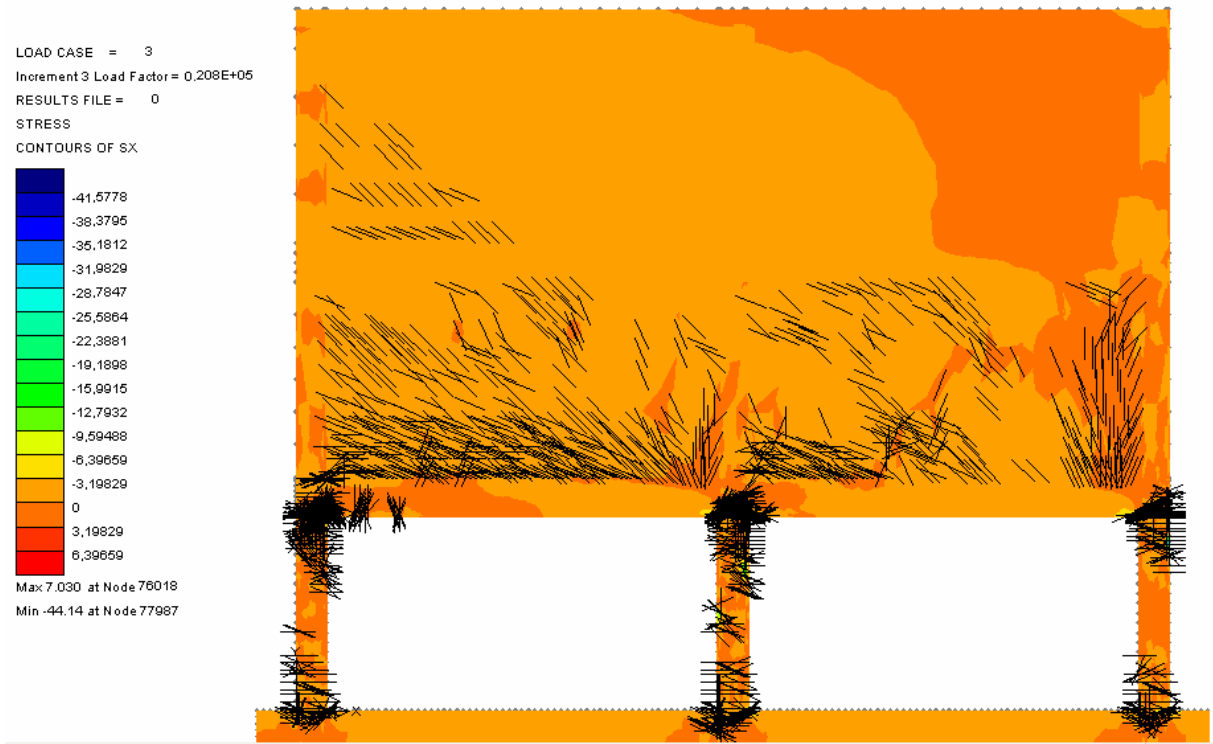 LOAD CASE = 3
Increment 3 Load Factor = 0,208E+05
RESULTS FILE = 0
STRESS
CONTOURS OF SX
-41,5778
-38,3795
-35,1812
-31,9829
-28,7847
-25,5864
-22,3881
-19,1898
-15,9915
-12,7932
-9,59488
-6,39659
-3,19829
0
3,19829
6,39659
Max 7.030 at Node 76018
Min -44.14 at Node 77987
X